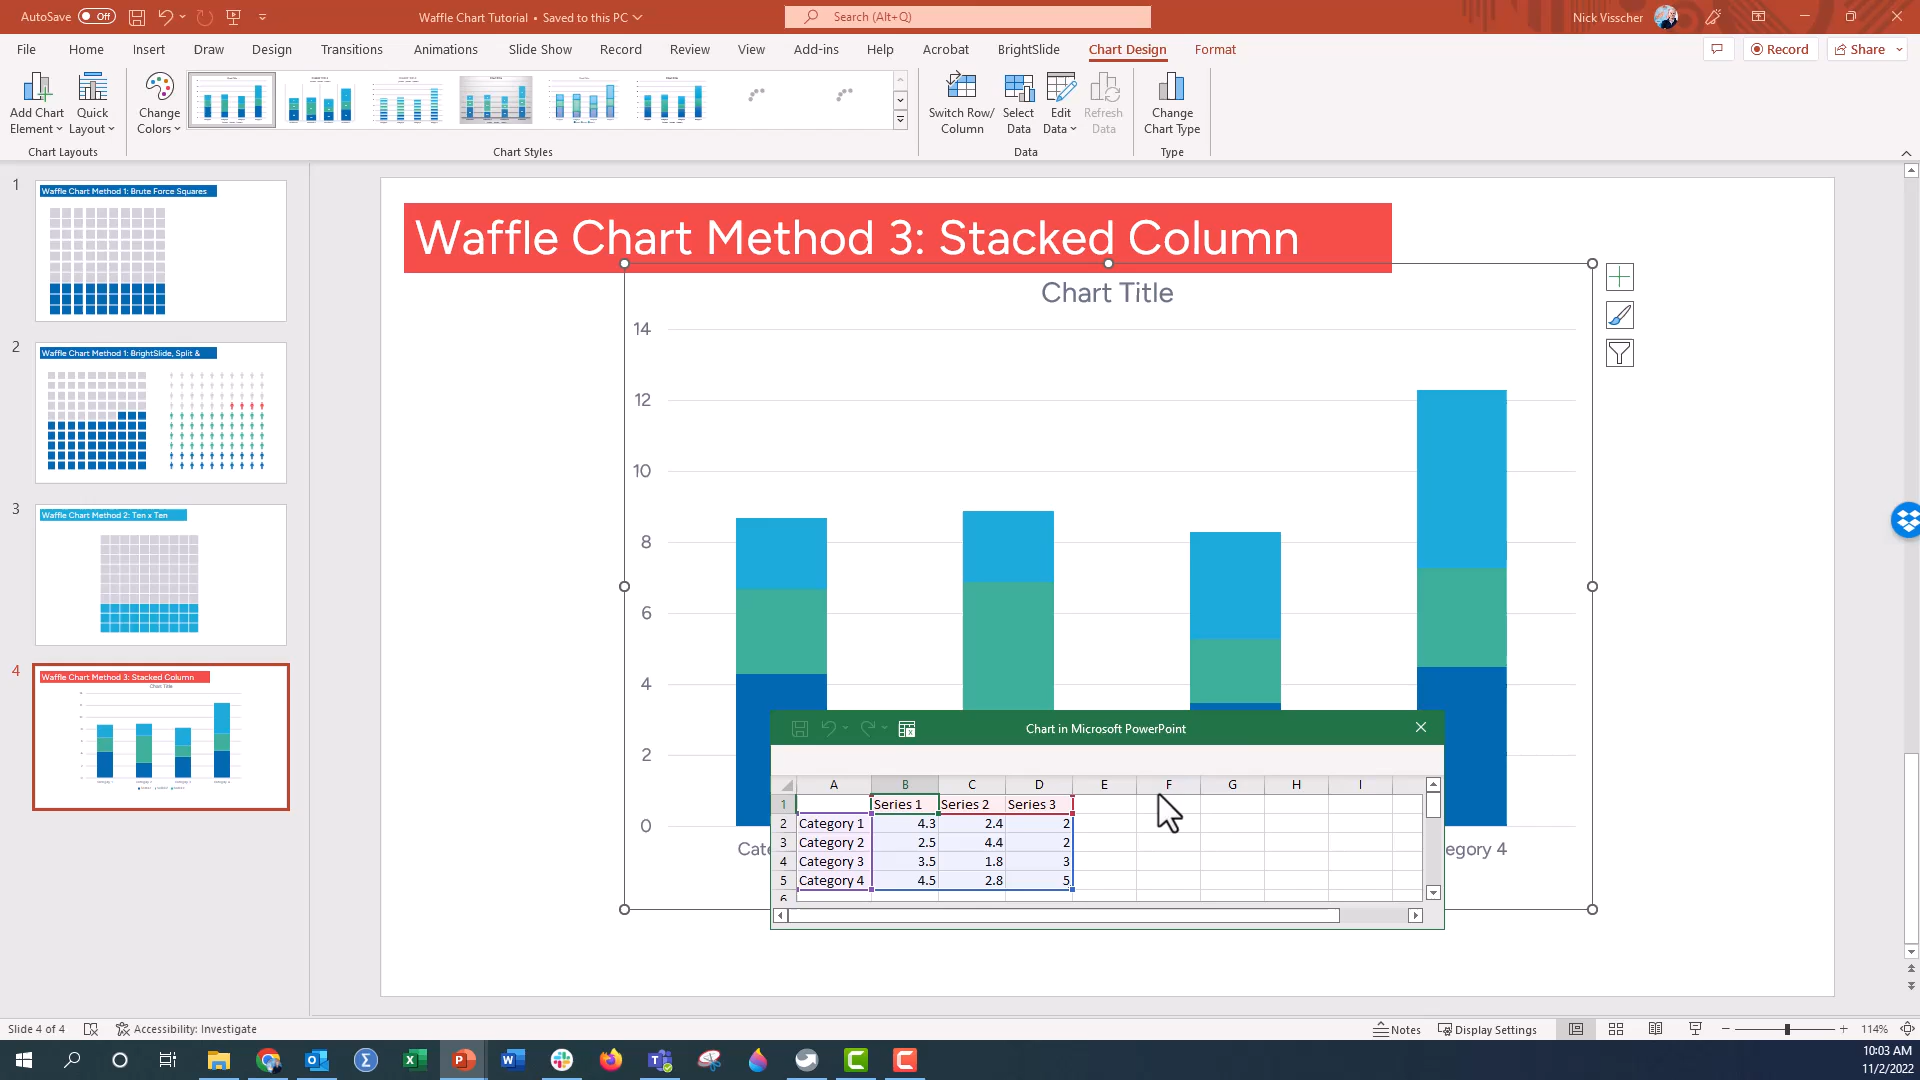 AutoSave Off
Waffle Chart Tutorial • Saved to this PC
Search (Alt+Q)
Nick Visscher
File Home Insert Draw Design Transitions Animations Slide Show Record Review View Add-ins Help Acrobat BrightSlide Chart Design Format
Record Share
Add Chart Element
Quick Layout
Change Colors
Switch Row/ Column
Select Data
Edit Data
Refresh Data
Change Chart Type
Chart Layouts
Chart Styles
Data
Type
1
Waffle Chart Method 1: Brute Force Squares
2
Waffle Chart Method 1: BrightSlide, Split &
3
Waffle Chart Method 2: Ten x Ten
4
Waffle Chart Method 3: Stacked Column
Chart Title
Waffle Chart Method 3: Stacked Column
Chart Title
14
12
10
8
6
4
2
0
Cate
egory 4
Chart in Microsoft PowerPoint
A B C D E F G H I
1 Series 1 Series 2 Series 3
2 Category 1 4.3 2.4 2
3 Category 2 2.5 4.4 2
4 Category 3 3.5 1.8 3
5 Category 4 4.5 2.8 5
6
Slide 4 of 4
Accessibility: Investigate
Notes
Display Settings
114%
10:03 AM
11/2/2022